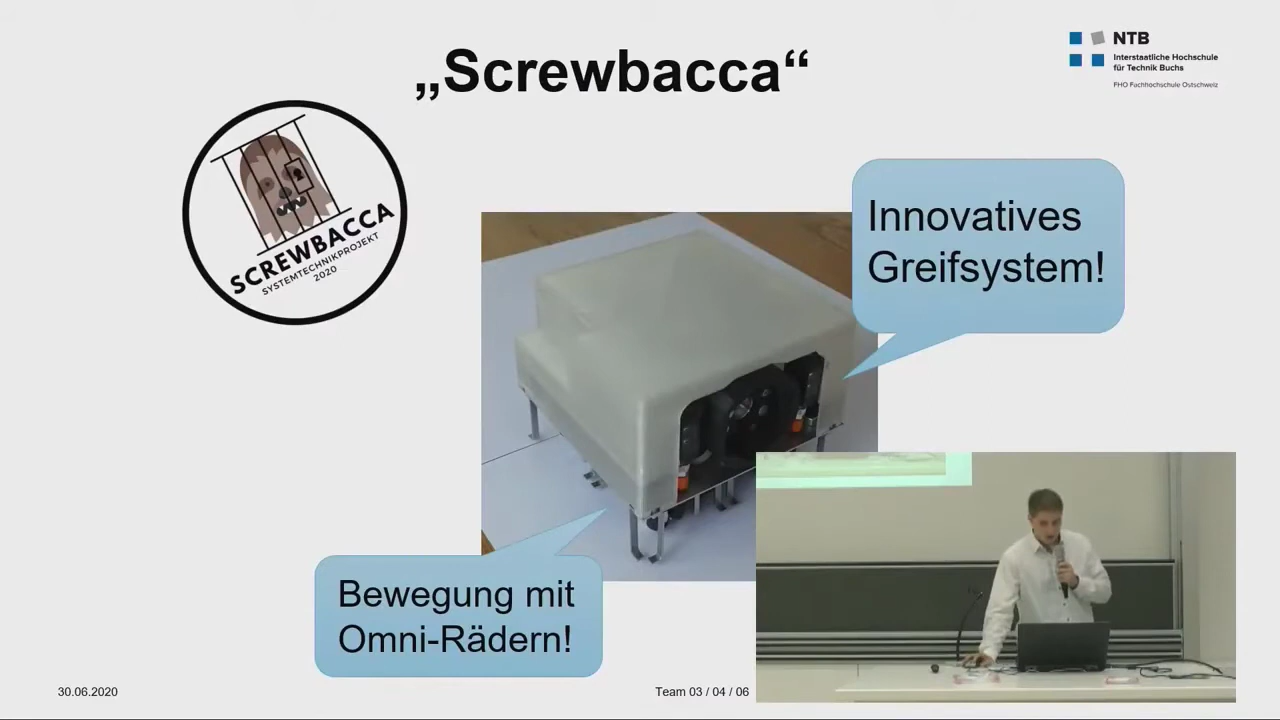 „Screwbacca“
NTB
Interstaatliche Hochschule
für Technik Buchs
FHO Fachhochschule Ostschweiz
SCREWBACCA
SYSTEMTECHNIKPROJEKT
2020
Innovatives
Greifsystem!
Bewegung mit
Omni-Rädern!
30.06.2020
Team 03 / 04 / 06